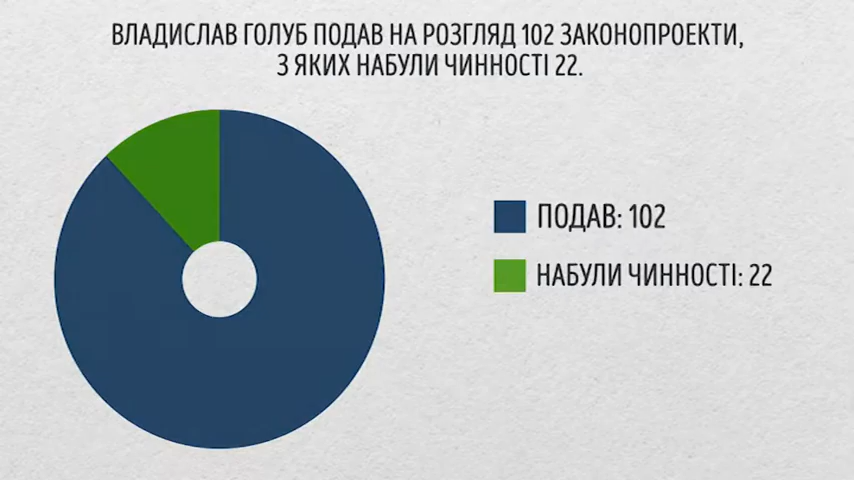 ВЛАДИСЛАВ ГОЛУБ ПОДАВ НА РОЗГЛЯД 102 ЗАКОНОПРОЕКТИ,
З ЯКИХ НАБУЛИ ЧИННОСТІ 22.
ПОДАВ: 102
НАБУЛИ ЧИННОСТІ: 22